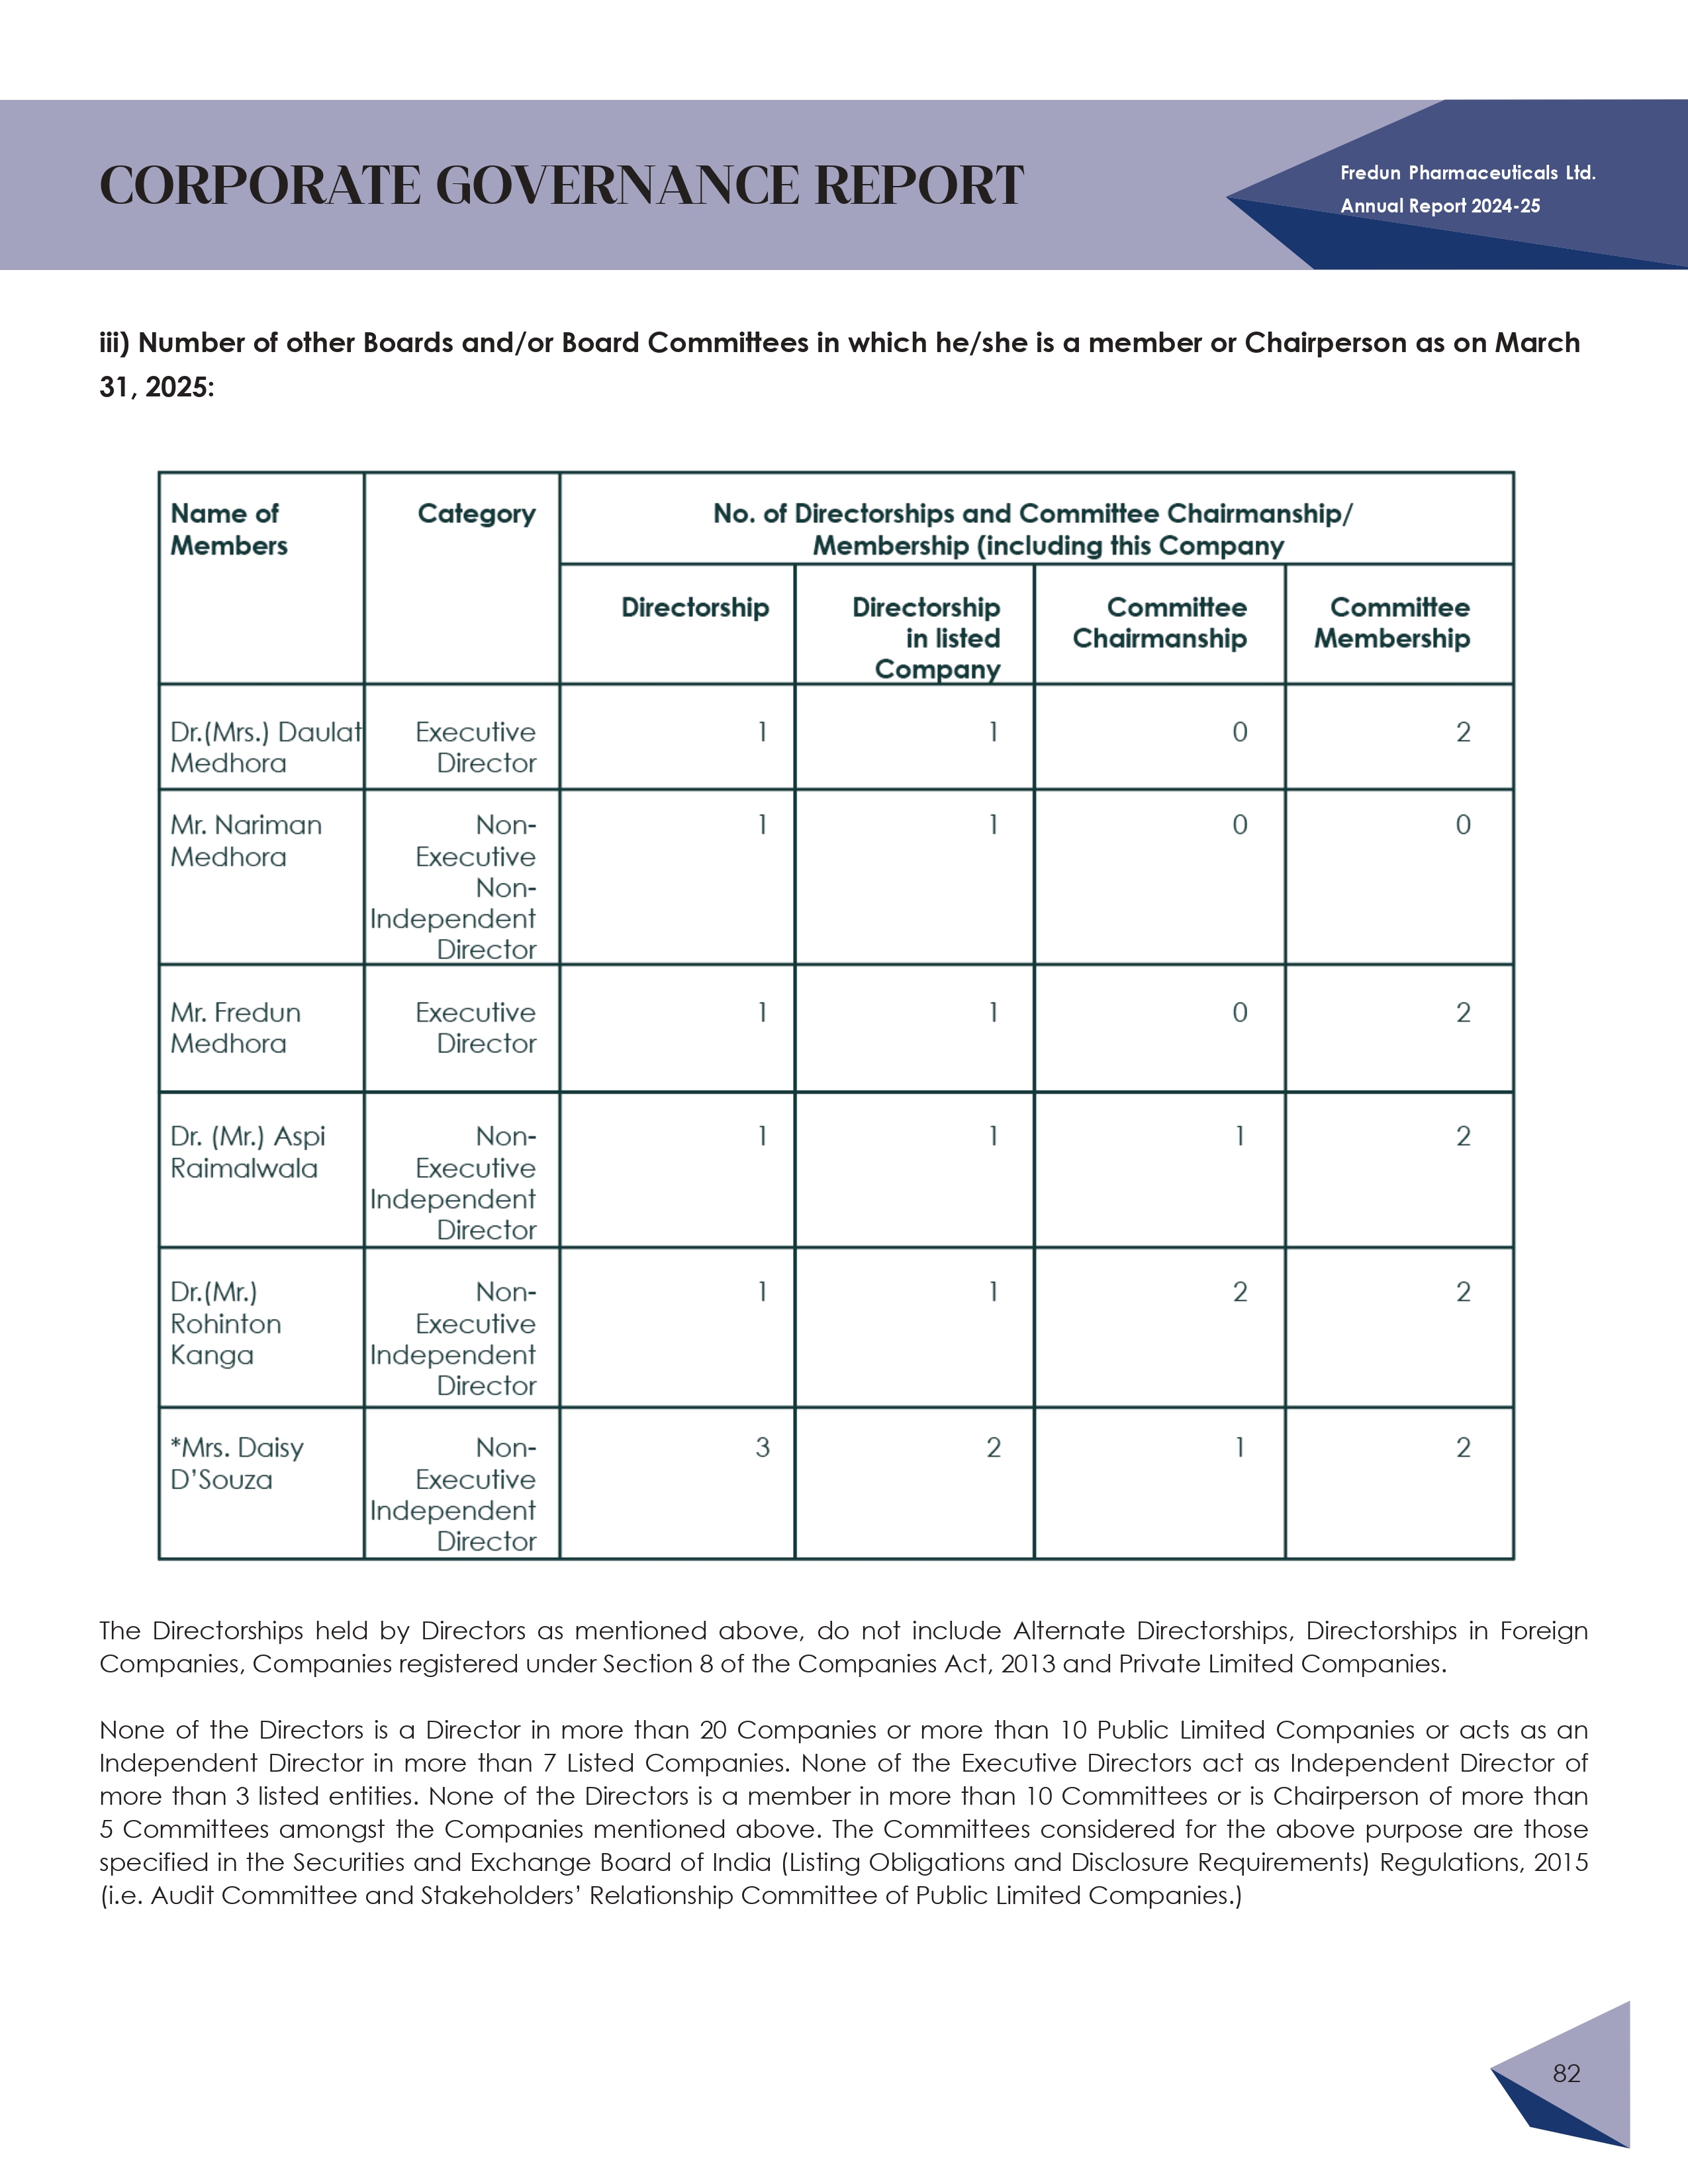 CORPORATE GOVERNANCE REPORT
Fredun Pharmaceuticals Ltd.
Annual Report 2024-25
iii) Number of other Boards and/or Board Committees in which he/she is a member or Chairperson as on March
31, 2025:
Name of
Members
Category
No. of Directorships and Committee Chairmanship/
Membership (including this Company
Directorship
Directorship
in listed
Company
Committee
Chairmanship
Committee
Membership
Dr.(Mrs.) Daulat
Medhora
Executive
Director
1
1
0
2
Mr. Nariman
Medhora
Non-
Executive
Non-
Independent
Director
1
1
0
0
Mr. Fredun
Medhora
Executive
Director
1
1
0
2
Dr. (Mr.) Aspi
Raimalwala
Non-
Executive
Independent
Director
1
1
1
2
Dr.(Mr.)
Rohinton
Kanga
Non-
Executive
Independent
Director
1
1
2
2
*Mrs. Daisy
D’Souza
Non-
Executive
Independent
Director
3
2
1
2
The Directorships held by Directors as mentioned above, do not include Alternate Directorships, Directorships in Foreign
Companies, Companies registered under Section 8 of the Companies Act, 2013 and Private Limited Companies.
None of the Directors is a Director in more than 20 Companies or more than 10 Public Limited Companies or acts as an
Independent Director in more than 7 Listed Companies. None of the Executive Directors act as Independent Director of
more than 3 listed entities. None of the Directors is a member in more than 10 Committees or is Chairperson of more than
5 Committees amongst the Companies mentioned above. The Committees considered for the above purpose are those
specified in the Securities and Exchange Board of India (Listing Obligations and Disclosure Requirements) Regulations, 2015
(i.e. Audit Committee and Stakeholders’ Relationship Committee of Public Limited Companies.)
82